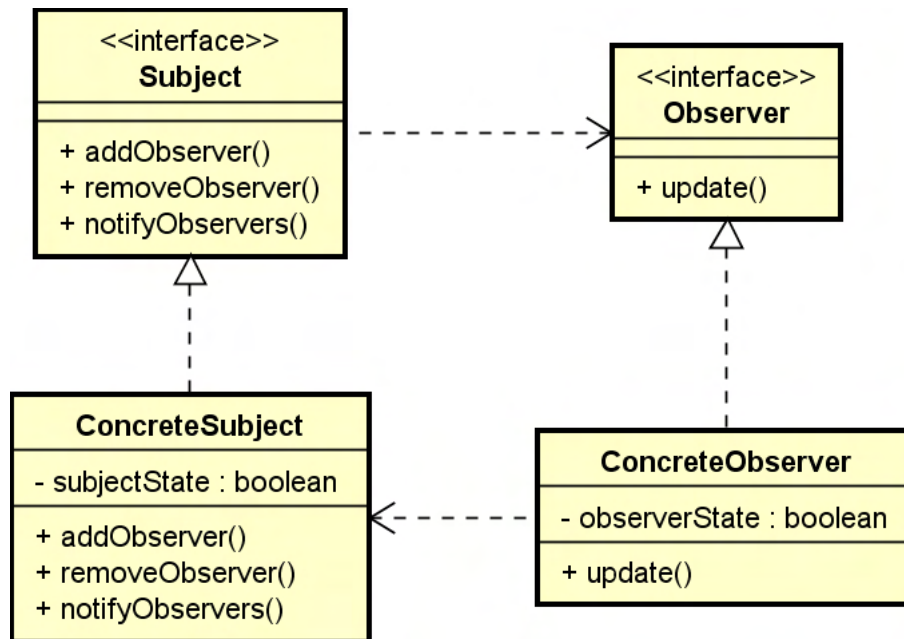 <<interface>>
Subject
+ addObserver()
+ removeObserver()
+ notifyObservers()
<<interface>>
Observer
+ update()
ConcreteSubject
- subjectState : boolean
+ addObserver()
+ removeObserver()
+ notifyObservers()
ConcreteObserver
- observerState : boolean
+ update()